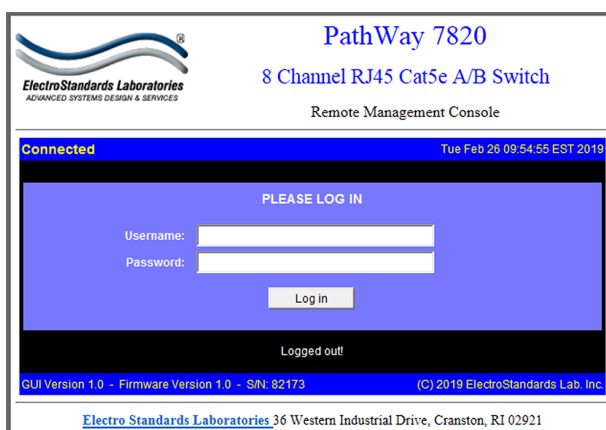 PathWay 7820
8 Channel RJ45 Cat5e A/B Switch
Remote Management Console
®
ElectroStandards Laboratories
ADVANCED SYSTEMS DESIGN & SERVICES
Connected Tue Feb 26 09:54:55 EST 2019
PLEASE LOG IN
Username:
Password:
Log in
Logged out!
GUI Version 1.0 - Firmware Version 1.0 - S/N: 82173 (C) 2019 ElectroStandards Lab. Inc.
Electro Standards Laboratories 36 Western Industrial Drive, Cranston, RI 02921